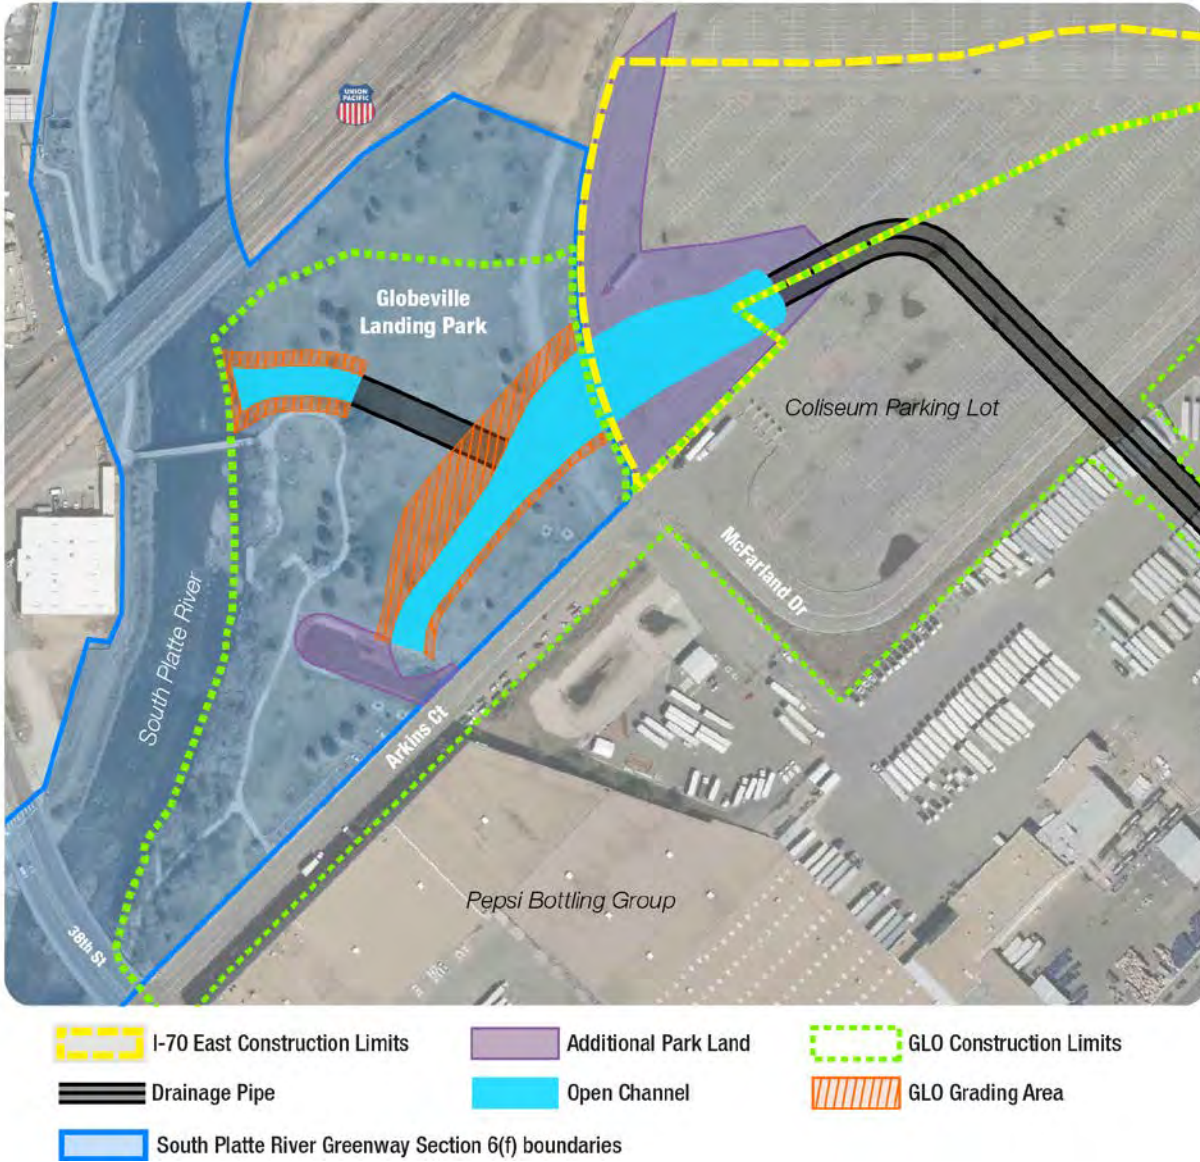 UNION
PACIFIC
Globeville
Landing Park
Coliseum Parking Lot
McFarland Dr
South Platte River
Arkins Ct
Pepsi Bottling Group
38th St
I-70 East Construction Limits
Additional Park Land
GLO Construction Limits
Drainage Pipe
Open Channel
GLO Grading Area
South Platte River Greenway Section 6(f) boundaries